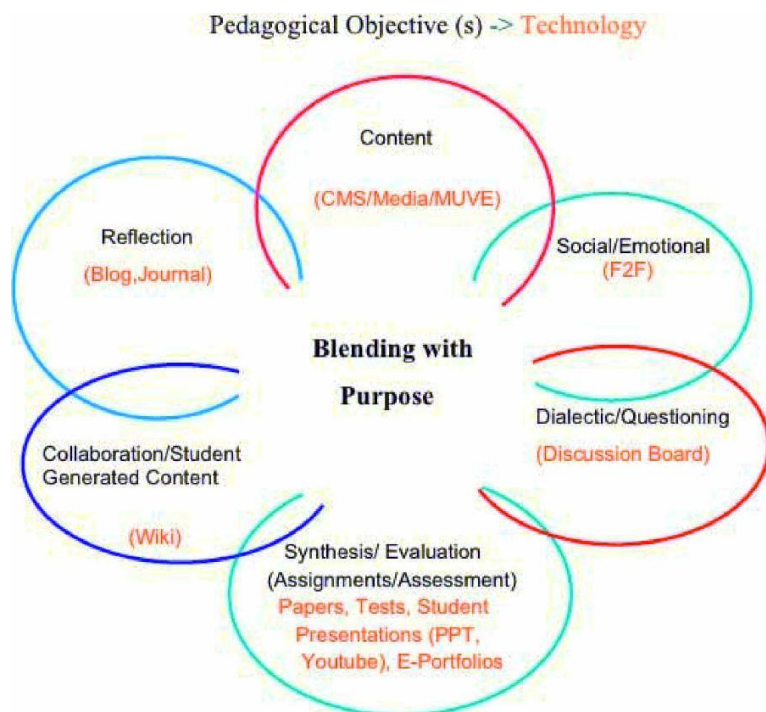 Pedagogical Objective (s) -> Technology
Content
(CMS/Media/MUVE)
Social/Emotional
(F2F)
Dialectic/Questioning
(Discussion Board)
Synthesis/ Evaluation
(Assignments/Assessment)
Papers, Tests, Student
Presentations (PPT,
Youtube), E-Portfolios
Collaboration/Student
Generated Content
(Wiki)
Reflection
(Blog,Journal)
Blending with
Purpose